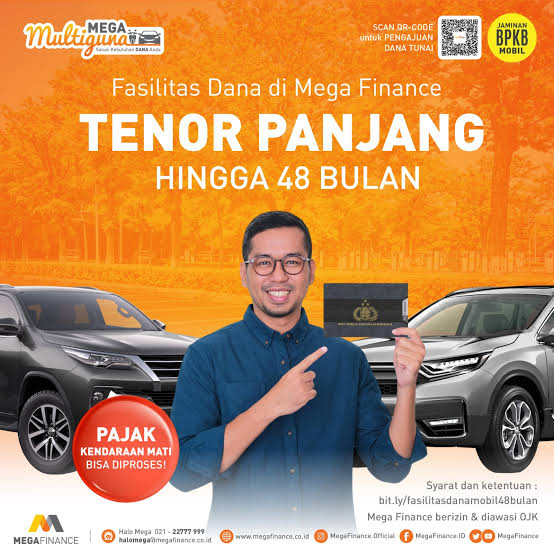 MEGA
Multiguna
Solusi Kebutuhan DANA Anda
SCAN QR-CODE
untuk PENGAJUAN
DANA TUNAI
JAMINAN
BPKB
MOBIL
Fasilitas Dana di Mega Finance
TENOR PANJANG
HINGGA 48 BULAN
PAJAK
KENDARAAN MATI
BISA DIPROSES!
Syarat dan ketentuan :
bit.ly/fasilitasdanamobil48bulan
Mega Finance berizin & diawasi OJK
MEGAFINANCE
Halo Mega 021 - 22777 999
halomega@megafinance.co.id
www.megafinance.co.id
MegaFinance.Official
MegaFinance.ID
MegaFinance